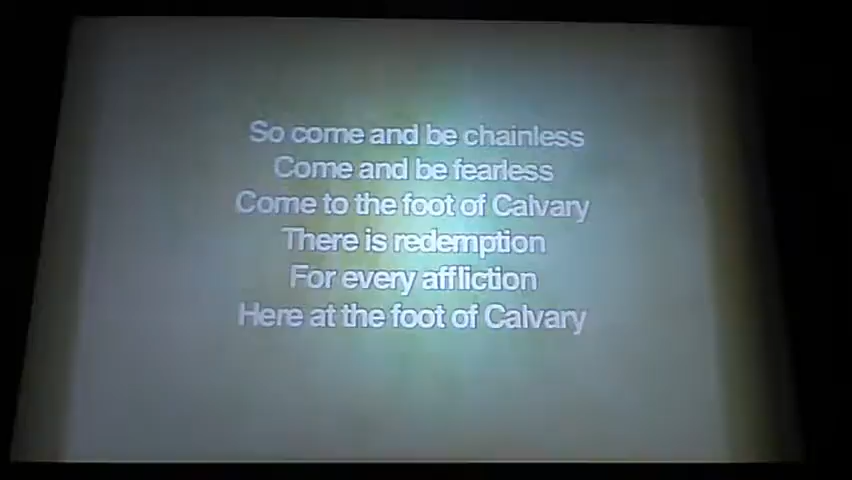 So come and be chainless
Come and be fearless
Come to the foot of Calvary
There is redemption
For every affliction
Here at the foot of Calvary